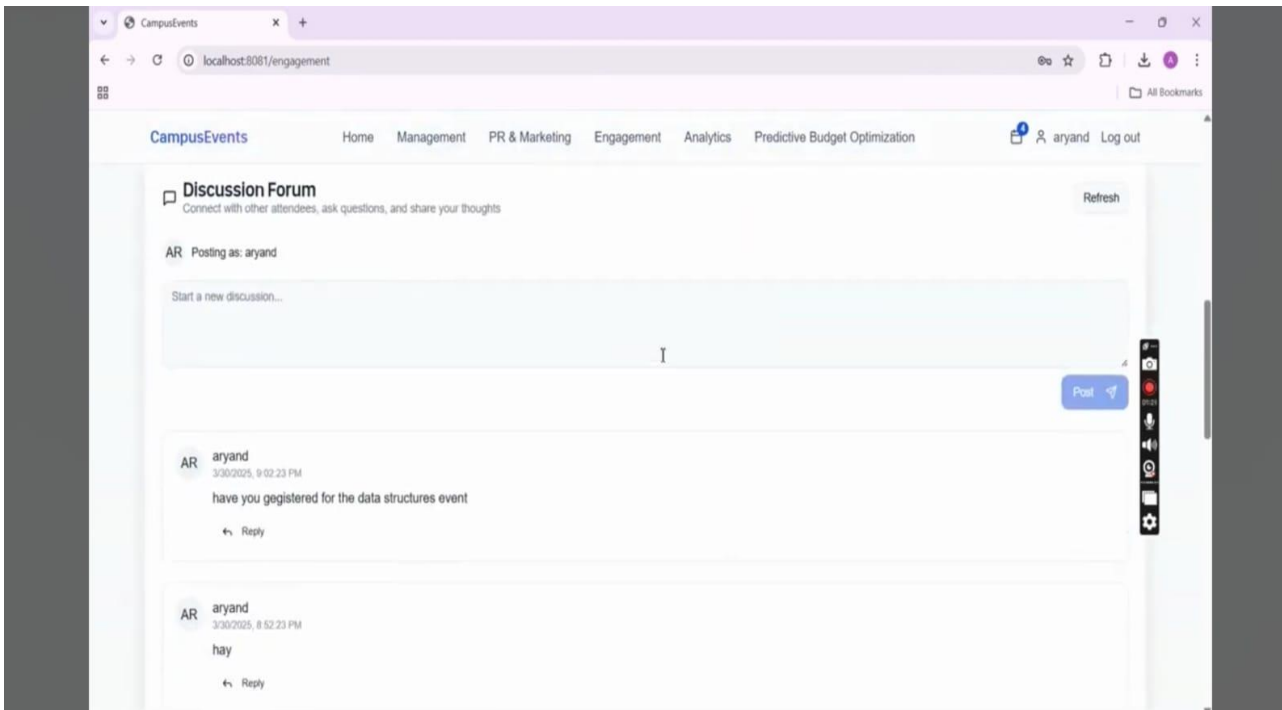 CampusEvents
localhost:8081/engagement
A
All Bookmarks
CampusEvents Home Management PR & Marketing Engagement Analytics Predictive Budget Optimization 4 aryand Log out
Discussion Forum
Connect with other attendees, ask questions, and share your thoughts
Refresh
AR Posting as: aryand
Start a new discussion...
Post
AR aryand
3/30/2025, 9:02:23 PM
have you gegistered for the data structures event
Reply
AR aryand
3/30/2025, 8:52:23 PM
hay
Reply